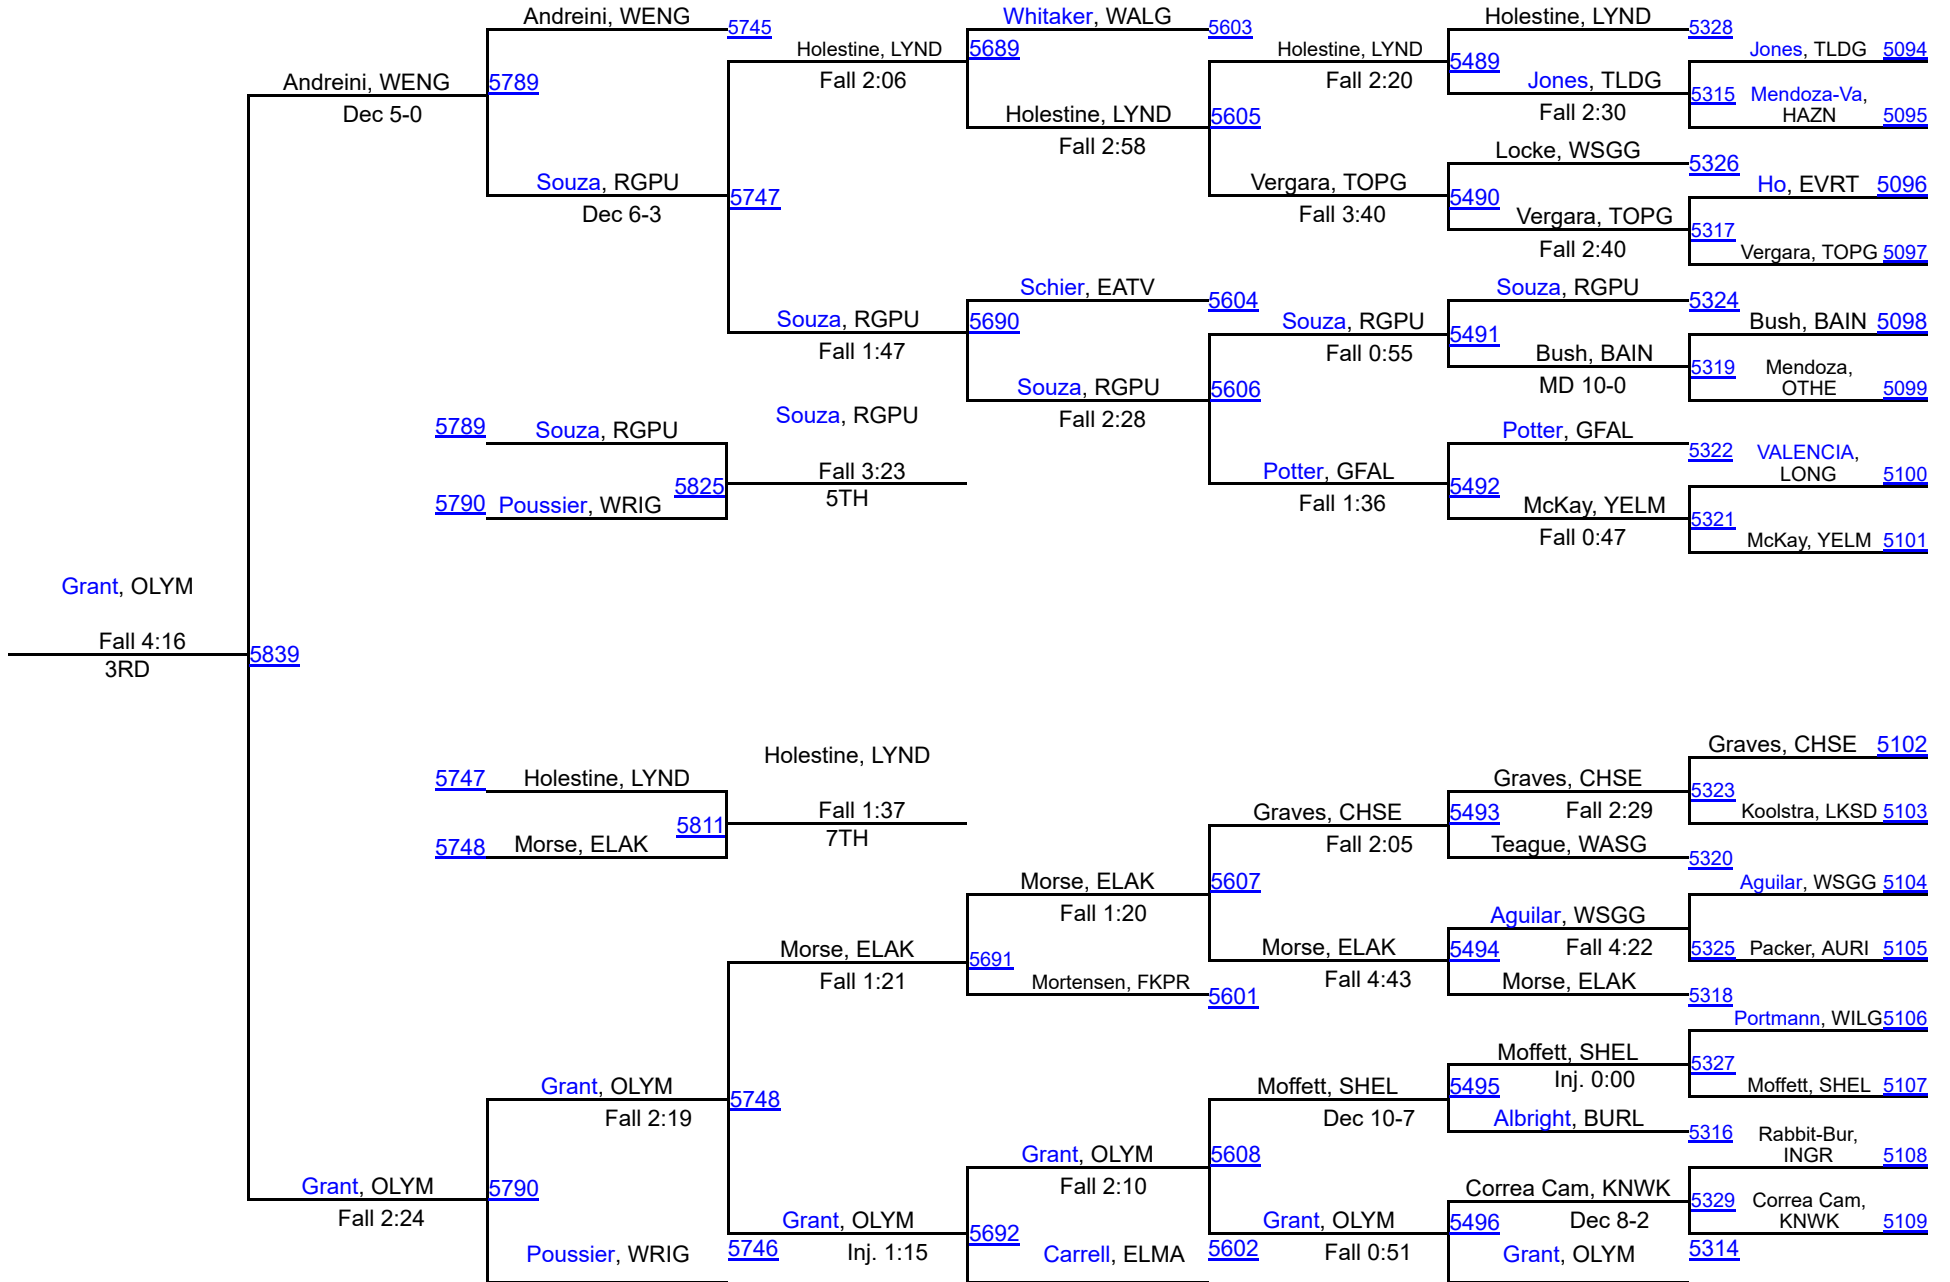 Andreini, WENG
5745
Whitaker, WALG
5603
Holestine, LYND
5328
Holestine, LYND
5689
Holestine, LYND
Jones, TLDG 5094
Andreini, WENG
5789
Fall 2:06
Fall 2:20
5489
Jones, TLDG
5315
Mendoza-Va,
HAZN 5095
Dec 5-0
Holestine, LYND
5605
Fall 2:30
Fall 2:58
Locke, WSGG
5326
Souza, RGPU
5747
Vergara, TOPG
5490
Ho, EVRT 5096
Dec 6-3
Fall 3:40
Vergara, TOPG
5317
Fall 2:40
Vergara, TOPG 5097
Schier, EATV
5604
Souza, RGPU
5324
Souza, RGPU
5690
Souza, RGPU
5491
Bush, BAIN 5098
Fall 1:47
Fall 0:55
Bush, BAIN
5319
Mendoza,
OTHE 5099
Souza, RGPU
5606
MD 10-0
Fall 2:28
5789
Souza, RGPU
Souza, RGPU
Potter, GFAL
5322
VALENCIA,
LONG 5100
Fall 3:23
Potter, GFAL
5492
5825
5TH
Fall 1:36
5790
Poussier, WRIG
McKay, YELM
5321
Fall 0:47
McKay, YELM 5101
Grant, OLYM
Fall 4:16
5839
3RD
Graves, CHSE 5102
5747
Holestine, LYND
Holestine, LYND
Graves, CHSE
5323
Fall 1:37
Graves, CHSE
5493
Fall 2:29
Koolstra, LKSD 5103
5811
7TH
Fall 2:05
5748
Morse, ELAK
Teague, WASG
5320
Morse, ELAK
5607
Aguilar, WSGG 5104
Fall 1:20
Aguilar, WSGG
Morse, ELAK
5691
Morse, ELAK
5494
Fall 4:22
5325
Packer, AURI 5105
Fall 1:21
Mortensen, FKPR
5601
Fall 4:43
Morse, ELAK
5318
Portmann, WILG 5106
Moffett, SHEL
5327
Grant, OLYM
5748
Moffett, SHEL
5495
Inj. 0:00
Moffett, SHEL 5107
Fall 2:19
Dec 10-7
Albright, BURL
5316
Rabbit-Bur,
INGR 5108
Grant, OLYM
5608
Fall 2:10
Grant, OLYM
5790
Correa Cam, KNWK
5329
Correa Cam,
KNWK 5109
Fall 2:24
Grant, OLYM
5692
Grant, OLYM
5496
Dec 8-2
Poussier, WRIG
5746
Inj. 1:15
Carrell, ELMA
5602
Fall 0:51
Grant, OLYM
5314